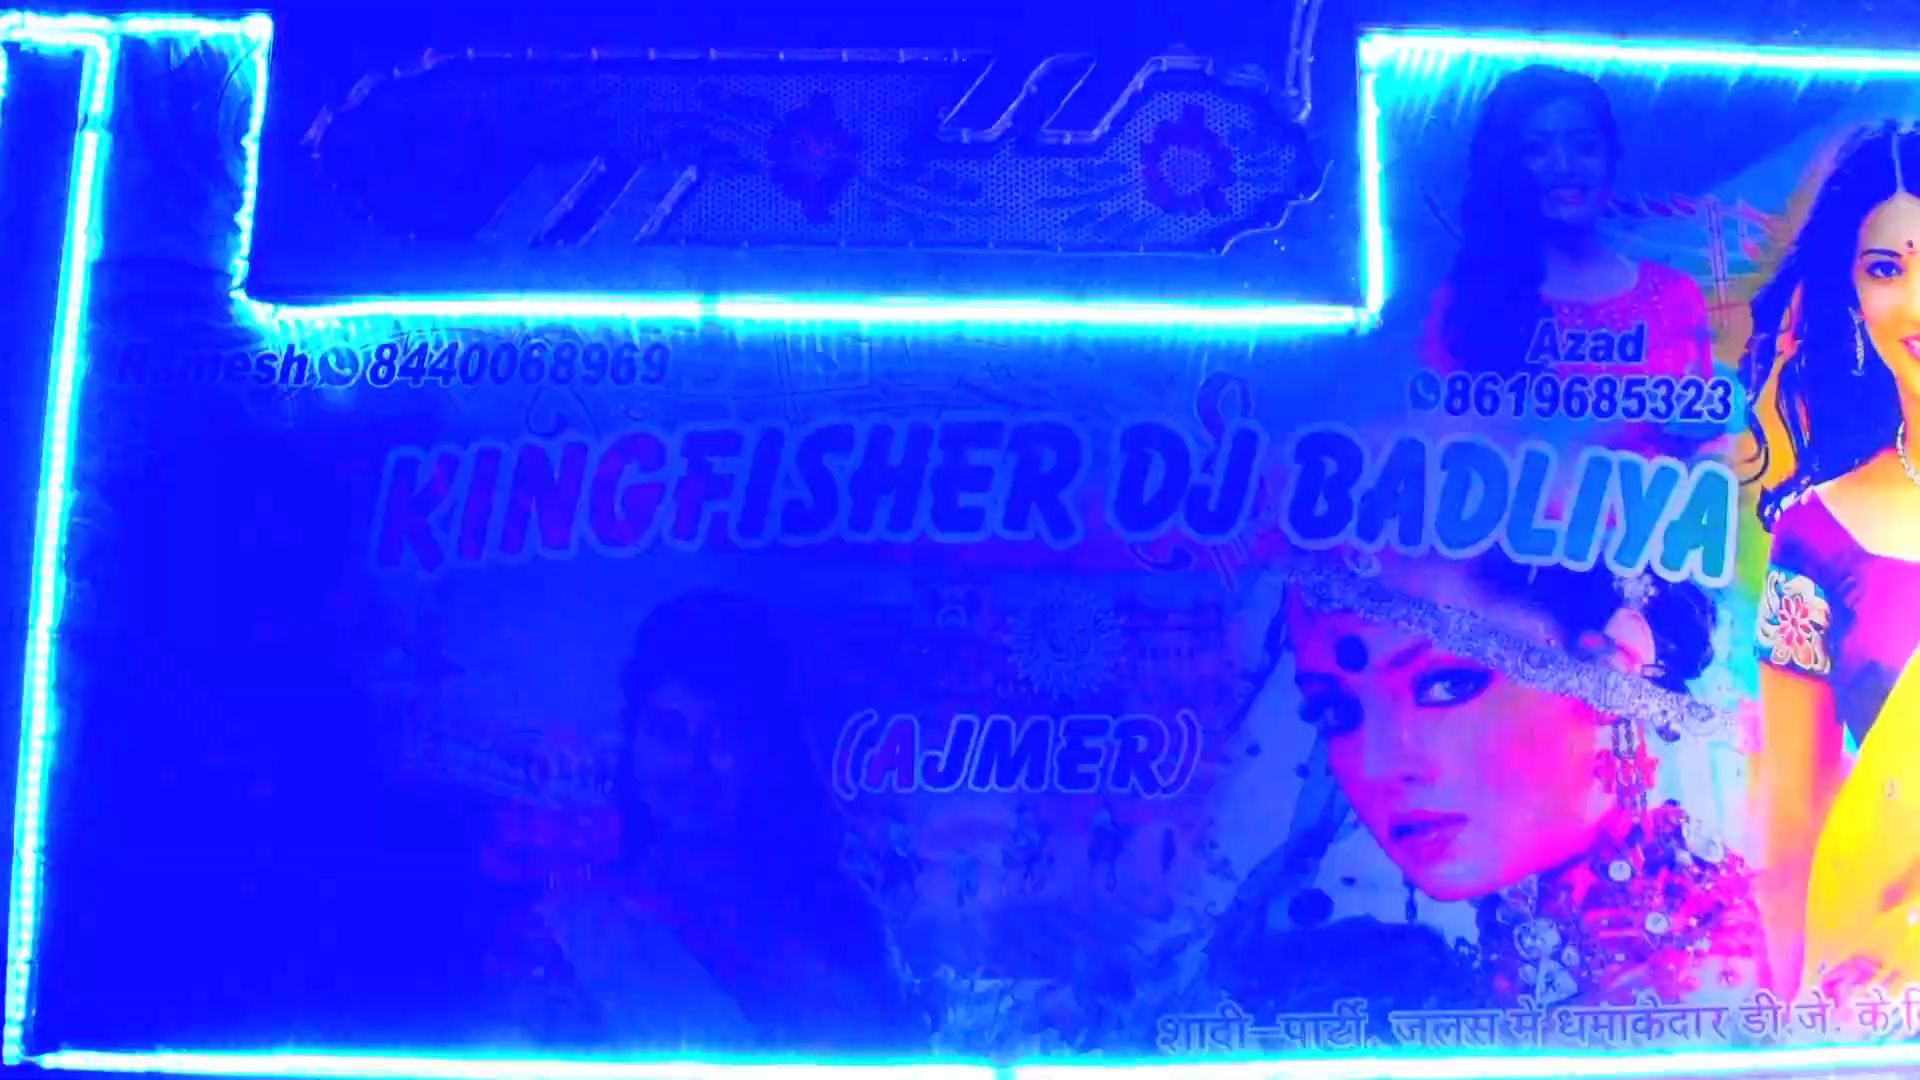 Ramesh 8440068969
Azad
8619685323
KINGFISHER DJ BADLIYA
(AJMER)
शादी-पार्टी, जलस में धमाकेदार डी.जे. के